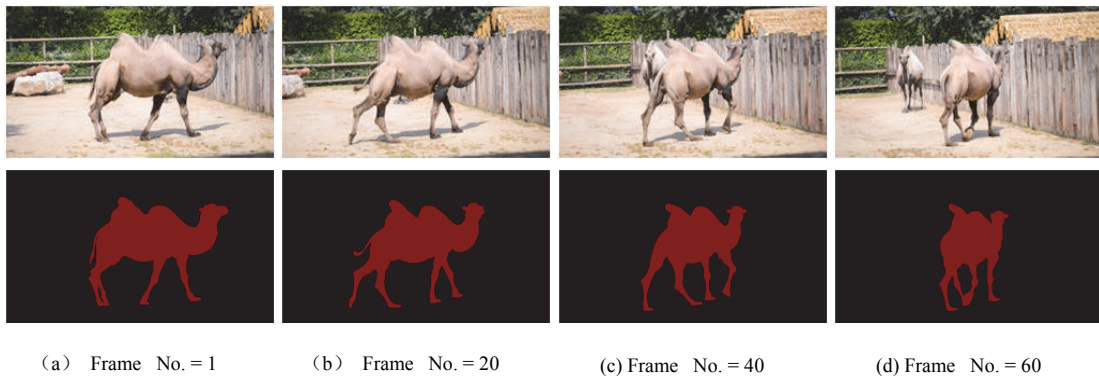 （a） Frame No. = 1
（b） Frame No. = 20
(c) Frame No. = 40
(d) Frame No. = 60